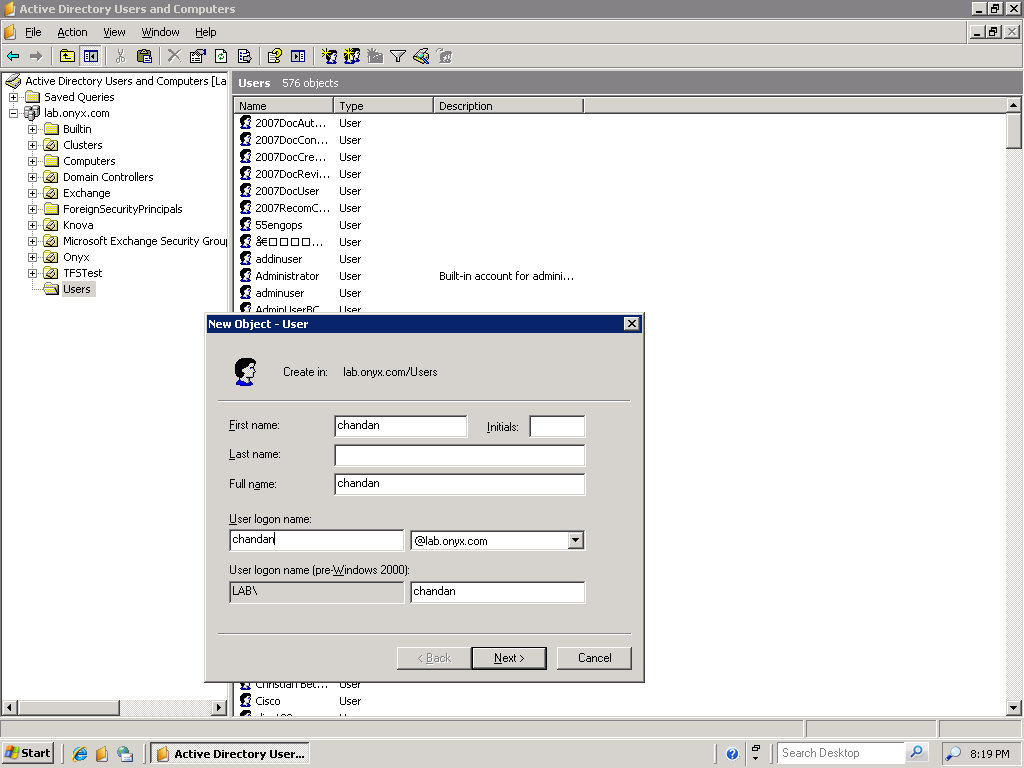 Active Directory Users and Computers
File Action View Window Help
Active Directory Users and Computers [La
Saved Queries
lab.onyx.com
Builtin
Clusters
Computers
Domain Controllers
Exchange
ForeignSecurityPrincipals
Knova
Microsoft Exchange Security Grou
Onyx
TFSTest
Users
Users 576 objects
Name Type Description
2007DocAut... User
2007DocCon... User
2007DocCre... User
2007DocRevi... User
2007DocUser User
2007RecomC... User
55engops User
å€□□□□... User
addinuser User
Administrator User Built-in account for admini...
adminuser User
AdminUserBC... User
New Object - User
Create in: lab.onyx.com/Users
First name: chandan Initials:
Last name:
Full name: chandan
User logon name:
chandan @lab.onyx.com
User logon name (pre-Windows 2000):
LAB\ chandan
< Back Next > Cancel
Christian Bet... User
Cisco User
Start Active Directory User... Search Desktop 8:19 PM